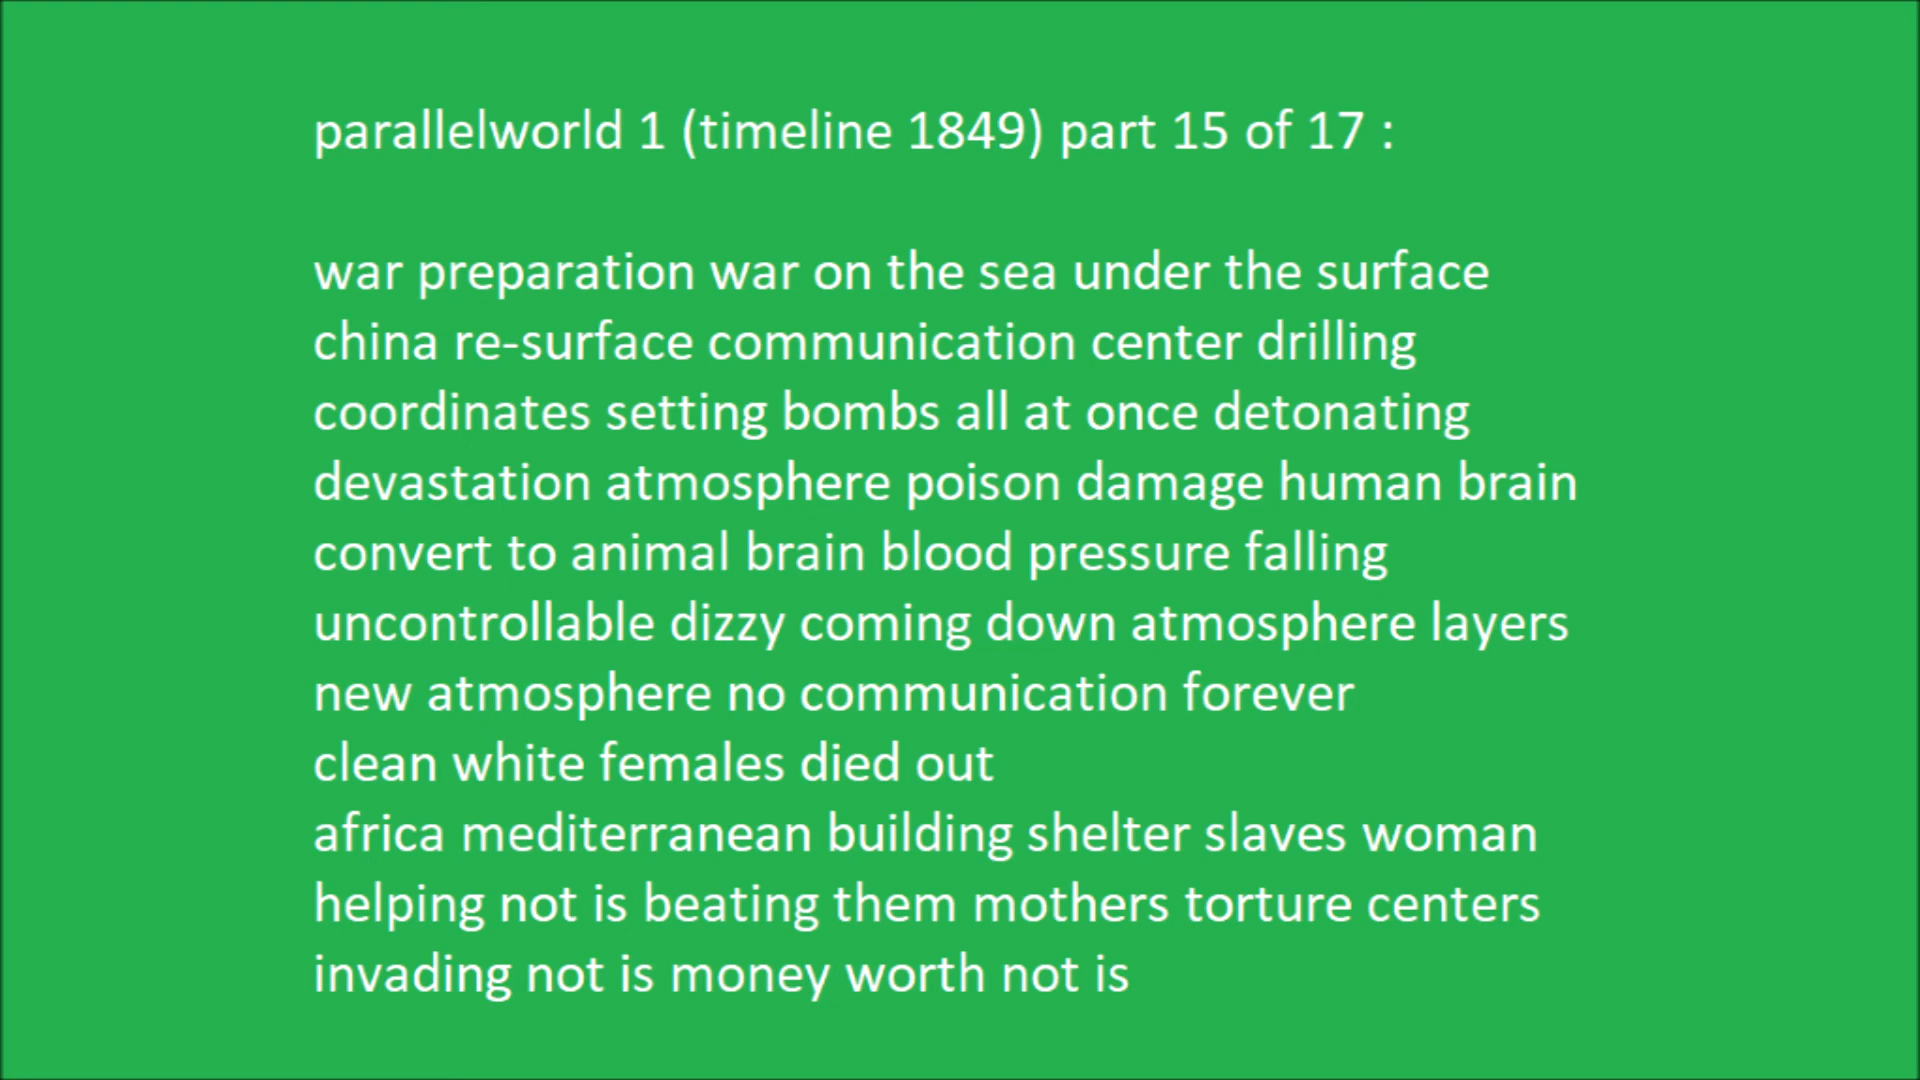 parallelworld 1 (timeline 1849) part 15 of 17 :
war preparation war on the sea under the surface
china re-surface communication center drilling
coordinates setting bombs all at once detonating
devastation atmosphere poison damage human brain
convert to animal brain blood pressure falling
uncontrollable dizzy coming down atmosphere layers
new atmosphere no communication forever
clean white females died out
africa mediterranean building shelter slaves woman
helping not is beating them mothers torture centers
invading not is money worth not is